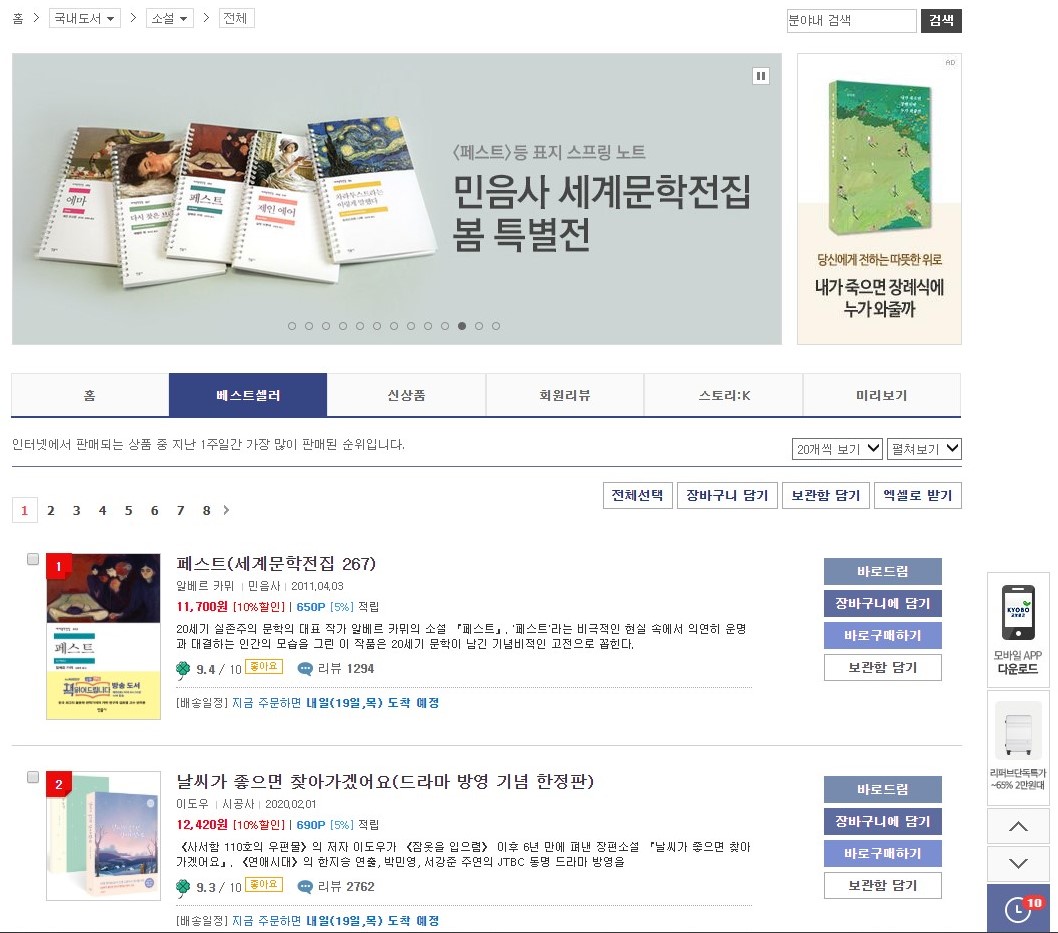 홈 > 국내도서 > 소설 > 전체
분야내 검색 검색
AD
에마
페스트
제인 에어
차라투스트라는
이렇게 말했다
〈페스트〉등 표지 스프링 노트
민음사 세계문학전집
봄 특별전
당신에게 전하는 따뜻한 위로
내가 죽으면 장례식에
누가 와줄까
홈 베스트셀러 신상품 회원리뷰 스토리:K 미리보기
인터넷에서 판매되는 상품 중 지난 1주일간 가장 많이 판매된 순위입니다.
20개씩 보기 펼쳐보기
전체선택 장바구니 담기 보관함 담기 엑셀로 받기
1 2 3 4 5 6 7 8 >
1
페스트
책 읽어드립니다 방송 도서
페스트(세계문학전집 267)
알베르 카뮈 | 민음사 | 2011.04.03
11,700원 [10%할인] | 650P [5%] 적립
20세기 실존주의 문학의 대표 작가 알베르 카뮈의 소설 『페스트』. '페스트'라는 비극적인 현실 속에서 의연히 운명
과 대결하는 인간의 모습을 그린 이 작품은 20세기 문학이 남긴 기념비적인 고전으로 꼽힌다.
9.4 / 10 좋아요 리뷰 1294
[배송일정] 지금 주문하면 내일(19일,목) 도착 예정
바로드림
장바구니에 담기
바로구매하기
보관함 담기
2
날씨가 좋으면 찾아가겠어요(드라마 방영 기념 한정판)
이도우 | 시공사 | 2020.02.01
12,420원 [10%할인] | 690P [5%] 적립
《사서함 110호의 우편물》의 저자 이도우가 《잠옷을 입으렴》 이후 6년 만에 펴낸 장편소설 『날씨가 좋으면 찾아
가겠어요』. 《연애시대》의 한지승 연출, 박민영, 서강준 주연의 JTBC 동명 드라마 방영을
9.3 / 10 좋아요 리뷰 2762
[배송일정] 지금 주문하면 내일(19일,목) 도착 예정
바로드림
장바구니에 담기
바로구매하기
보관함 담기
KYOBO
모바일 APP
다운로드
리퍼브단독특가
~65% 2만원대
10